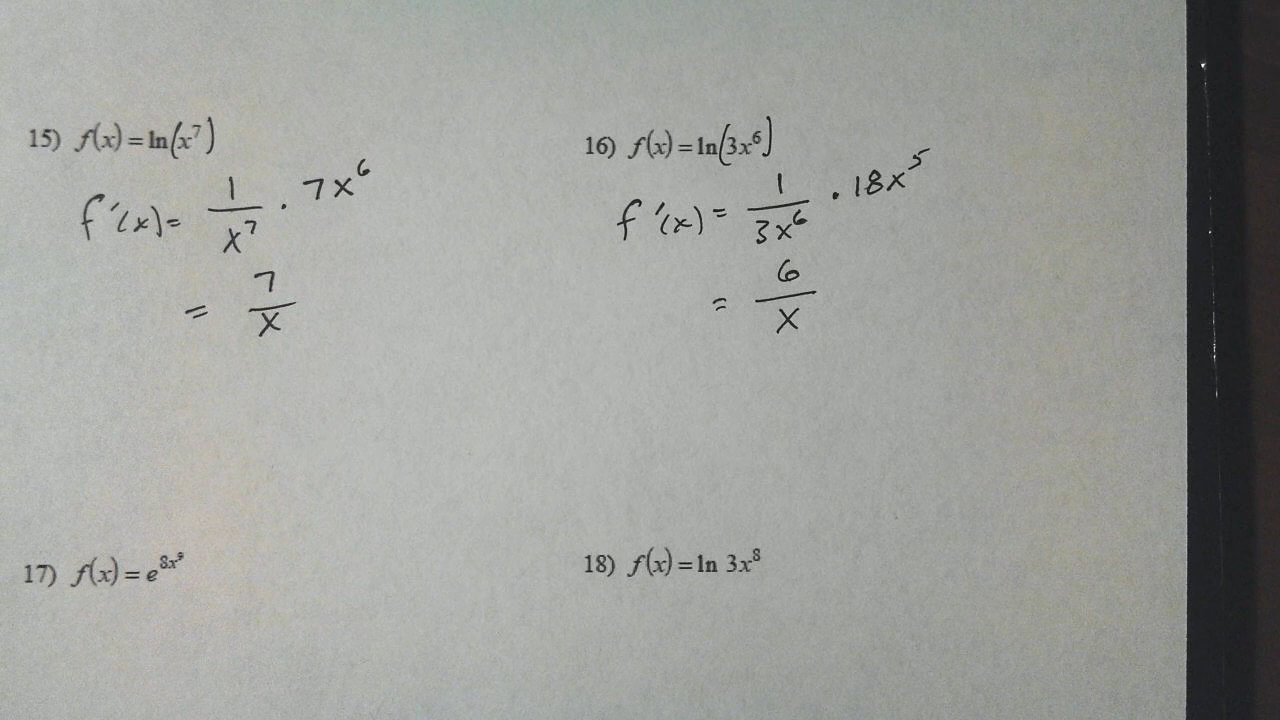 15) f(x) = ln(x⁷)
f'(x) = 1/x⁷ · 7x⁶
= 7/x
16) f(x) = ln(3x⁶)
f'(x) = 1/3x⁶ · 18x⁵
= 6/x
17) f(x) = e^8x⁹
18) f(x) = ln 3x⁸